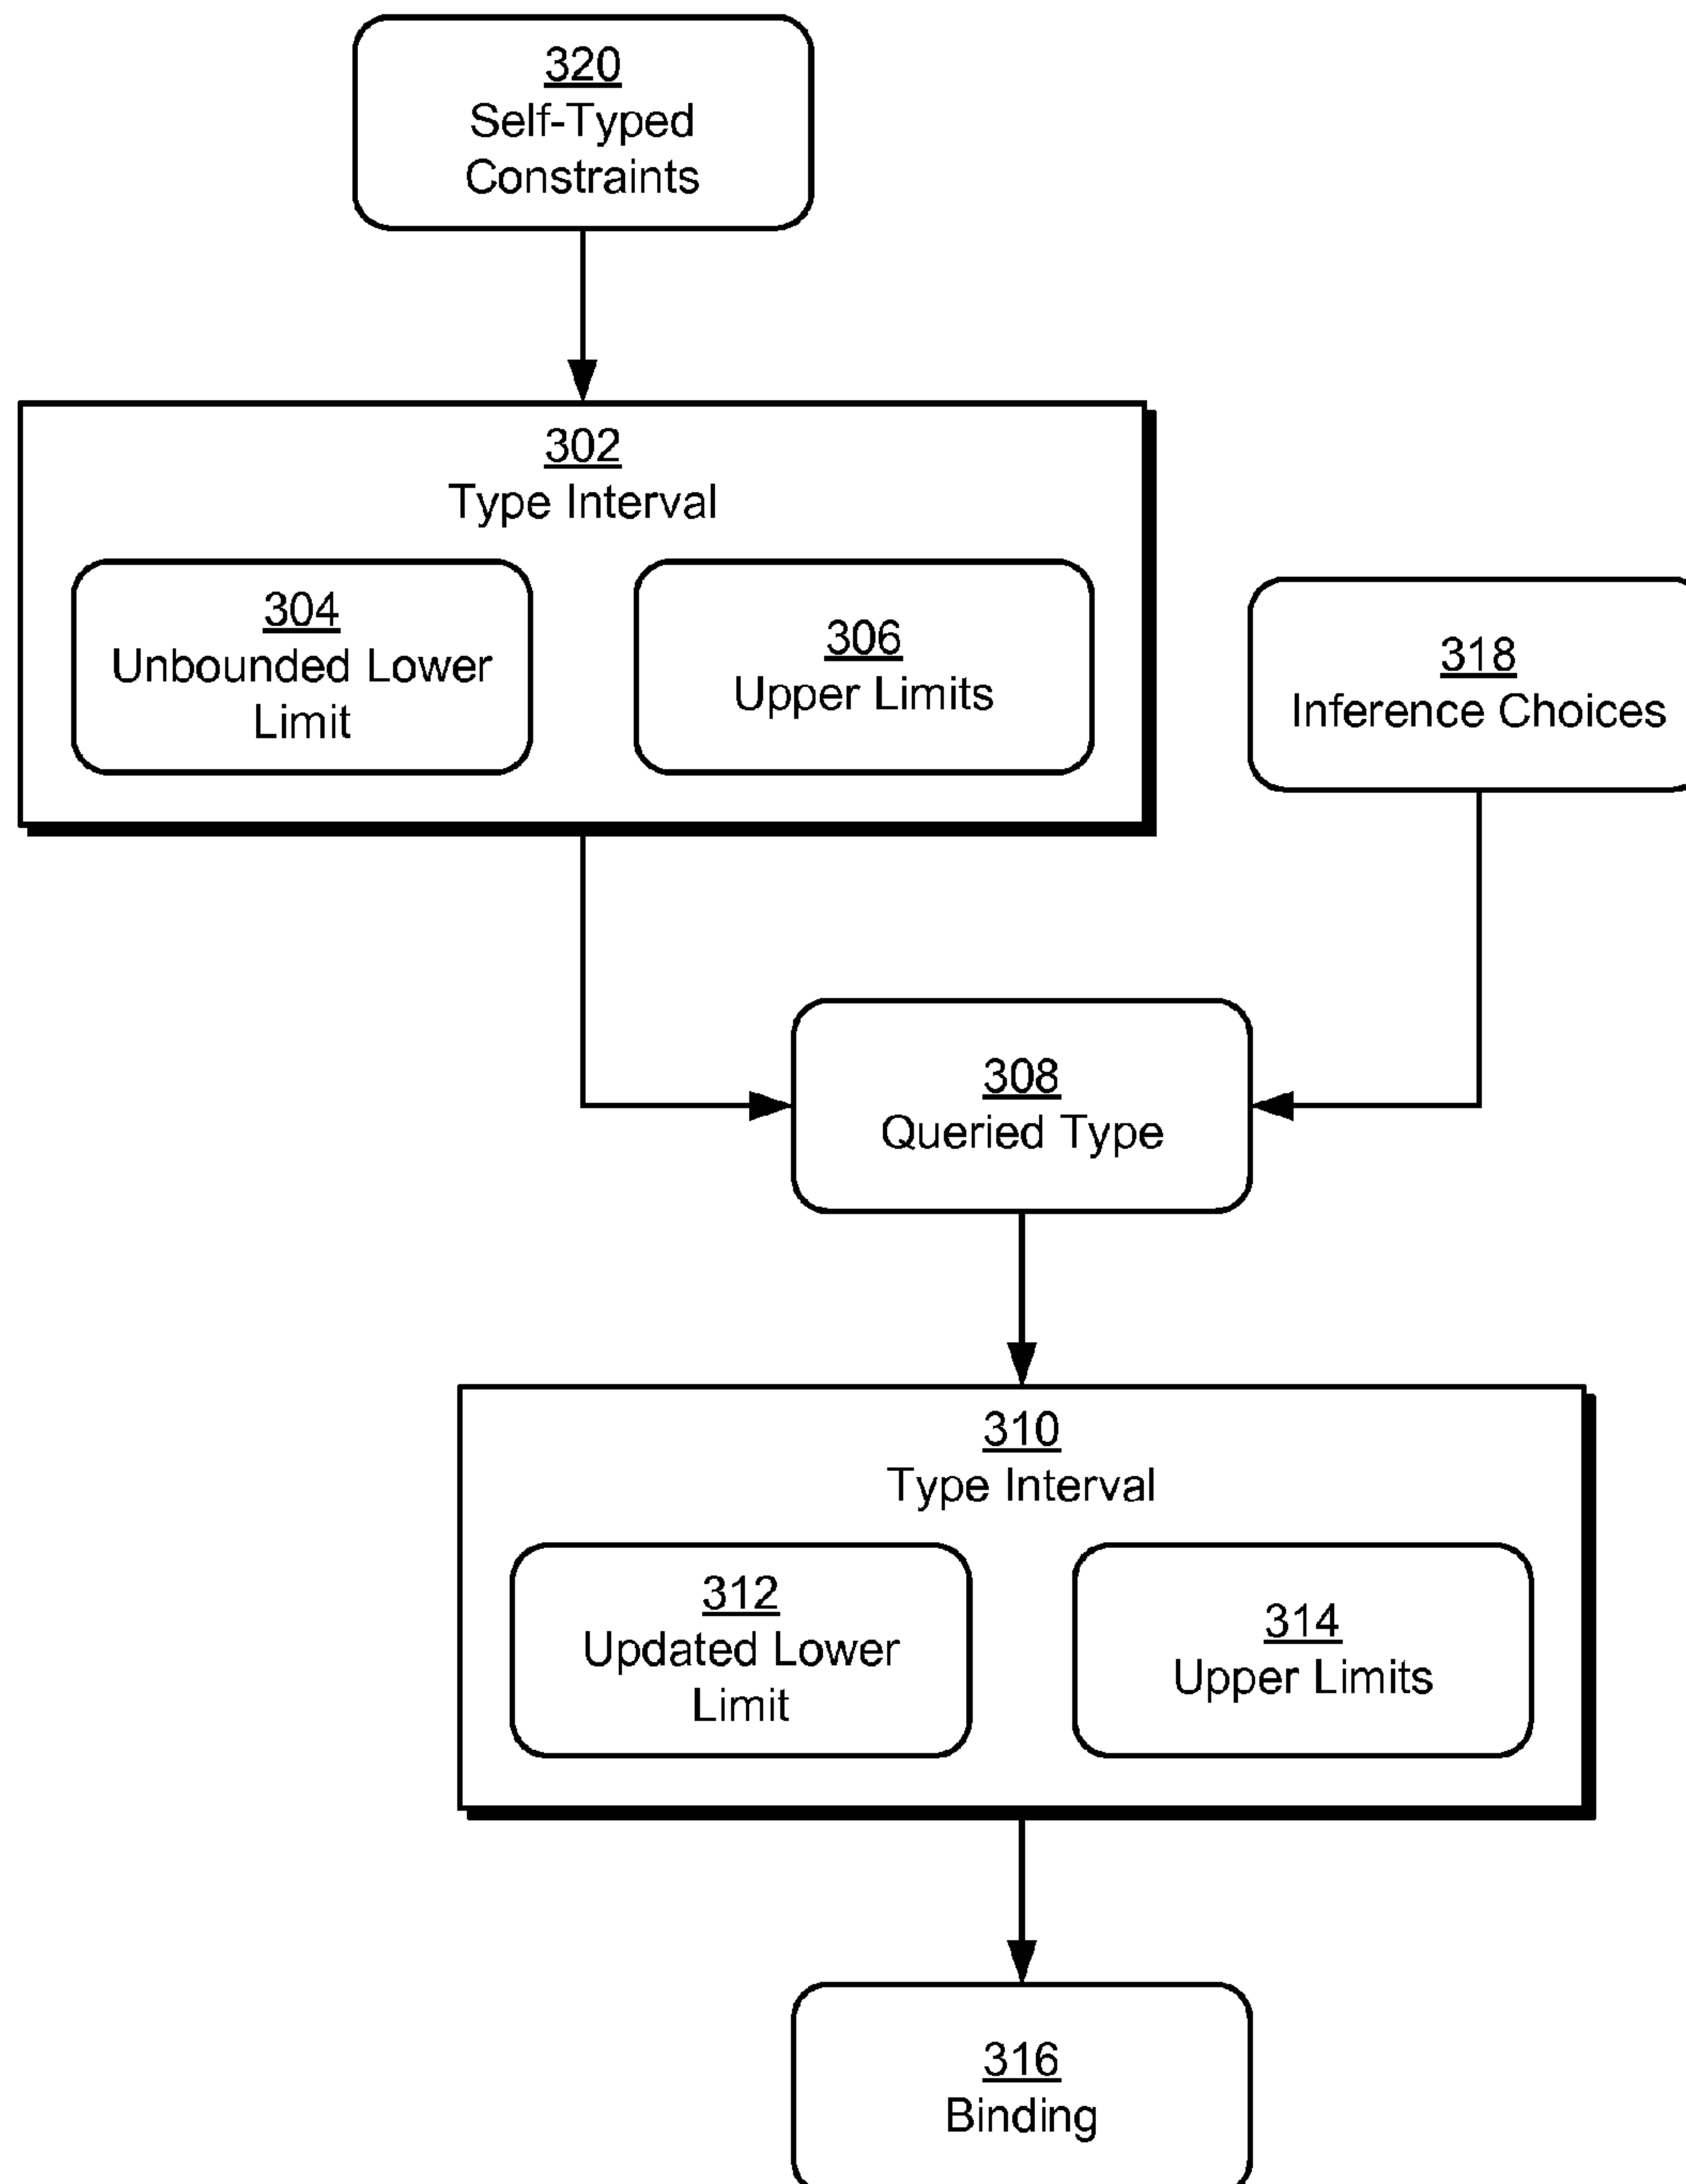 320
Self-Typed
Constraints
302
Type Interval
304
Unbounded Lower
Limit
306
Upper Limits
318
Inference Choices
308
Queried Type
310
Type Interval
312
Updated Lower
Limit
314
Upper Limits
316
Binding